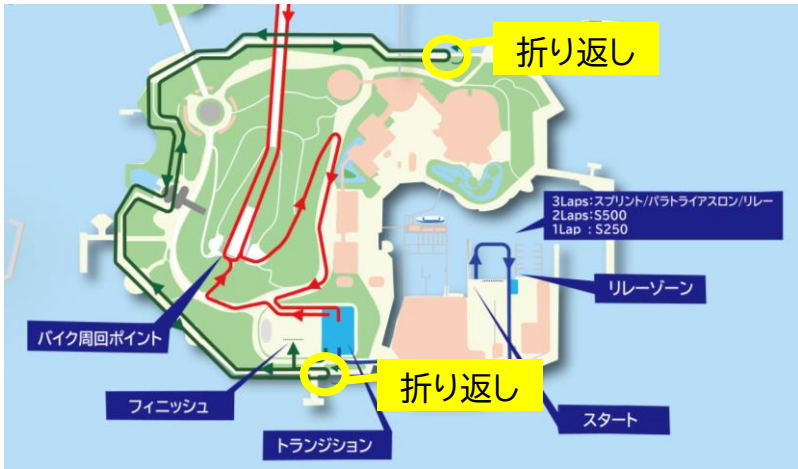 折り返し
3Laps:スプリント/パラトライアスロン/リレー
2Laps:S500
1Lap : S250
リレーゾーン
バイク周回ポイント
折り返し
フィニッシュ
スタート
トランジション